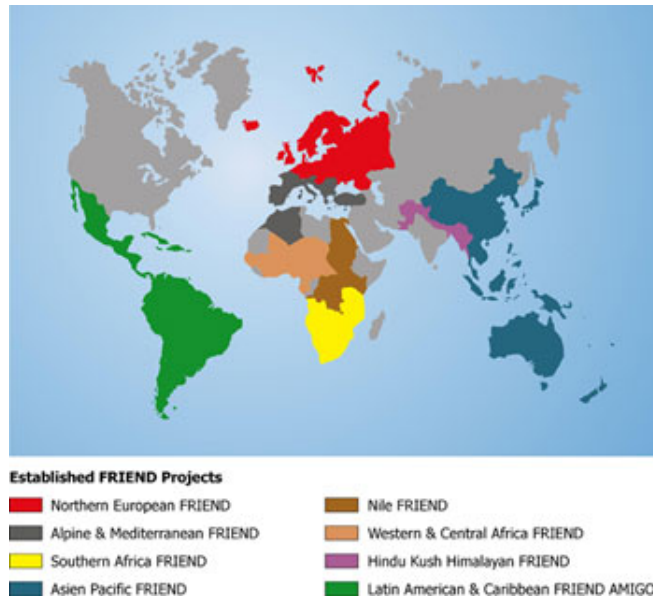 Established FRIEND Projects
Northern European FRIEND
Alpine & Mediterranean FRIEND
Southern Africa FRIEND
Asien Pacific FRIEND
Nile FRIEND
Western & Central Africa FRIEND
Hindu Kush Himalayan FRIEND
Latin American & Caribbean FRIEND AMIGO